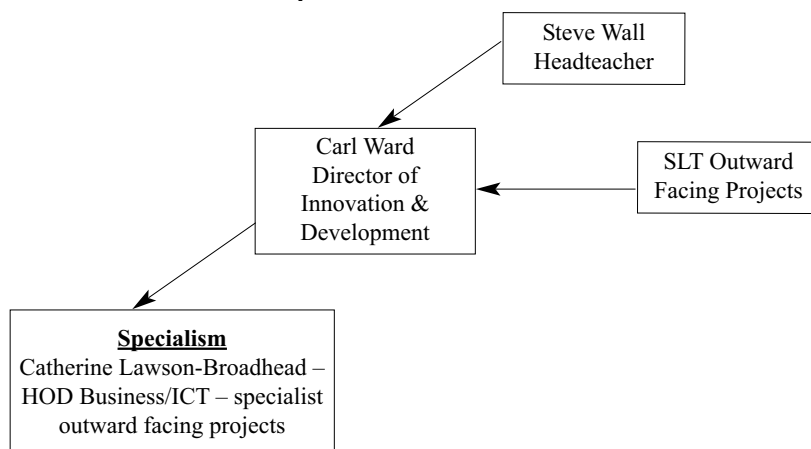 Steve Wall
Headteacher
Carl Ward
Director of
Innovation &
Development
SLT Outward
Facing Projects
Specialism
Catherine Lawson-Broadhead –
HOD Business/ICT – specialist
outward facing projects